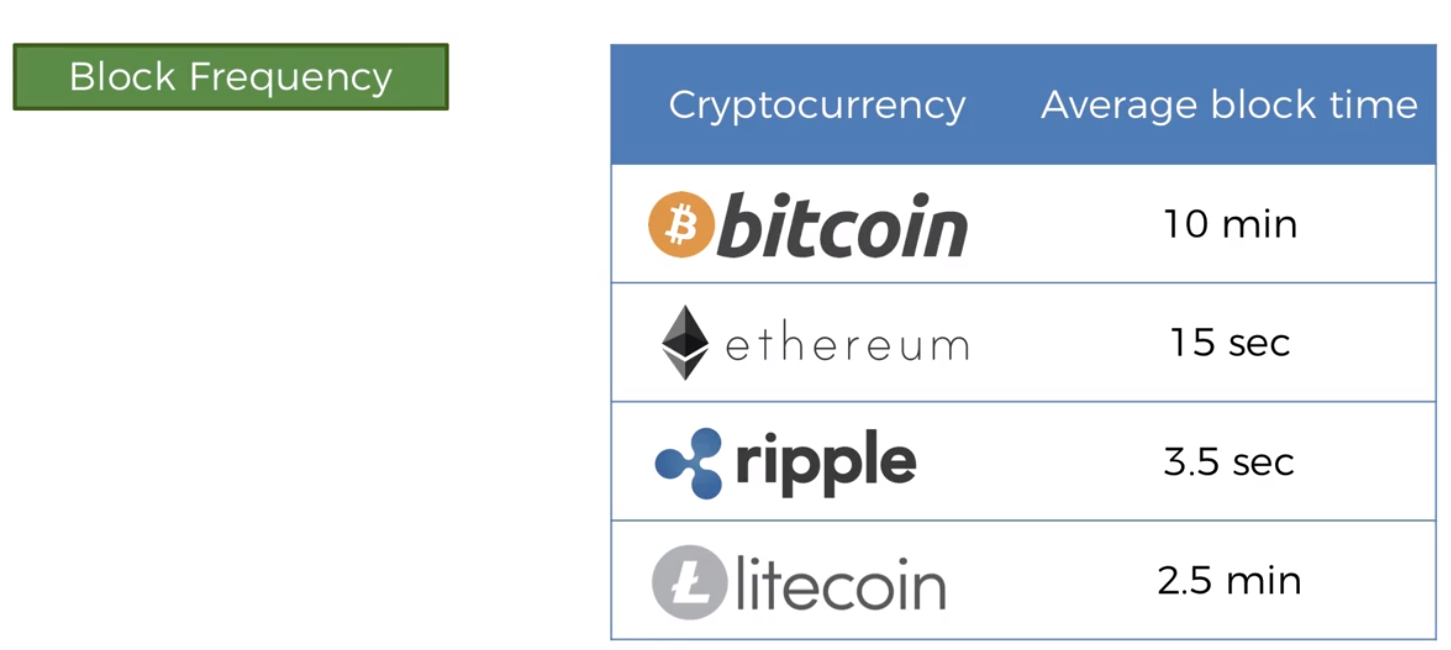 Block Frequency
Cryptocurrency Average block time
bitcoin 10 min
ethereum 15 sec
ripple 3.5 sec
litecoin 2.5 min